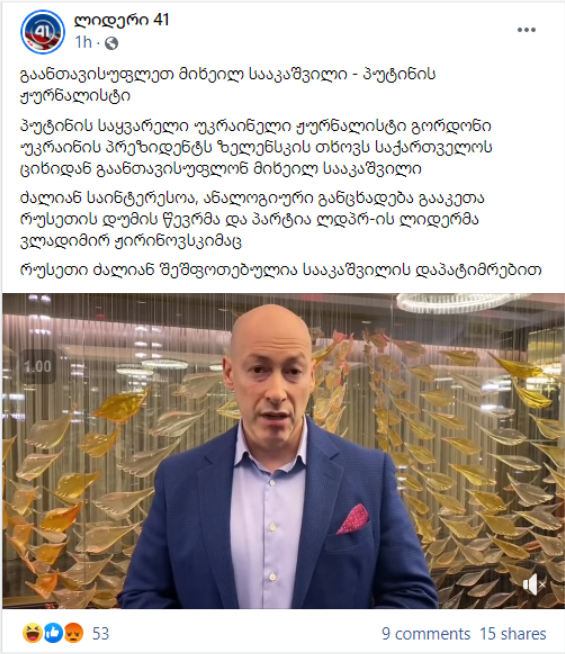 ლიდერი 41
1h ·
გაანთავისუფლეთ მიხეილ სააკაშვილი - პუტინის
ჟურნალისტი
პუტინის საყვარელი უკრაინელი ჟურნალისტი გორდონი
უკრაინის პრეზიდენტს ზელენსკის თხოვს საქართველოს
ციხიდან გაანთავისუფლონ მიხეილ სააკაშვილი
ძალიან საინტერესოა, ანალოგიური განცხადება გააკეთა
რუსეთის დუმის წევრმა და პარტია ლდპრ-ის ლიდერმა
ვლადიმირ ჟირინოვსკიმაც
რუსეთი ძალიან შეშფოთებულია სააკაშვილის დაპატიმრებით
1.00
53
9 comments 15 shares